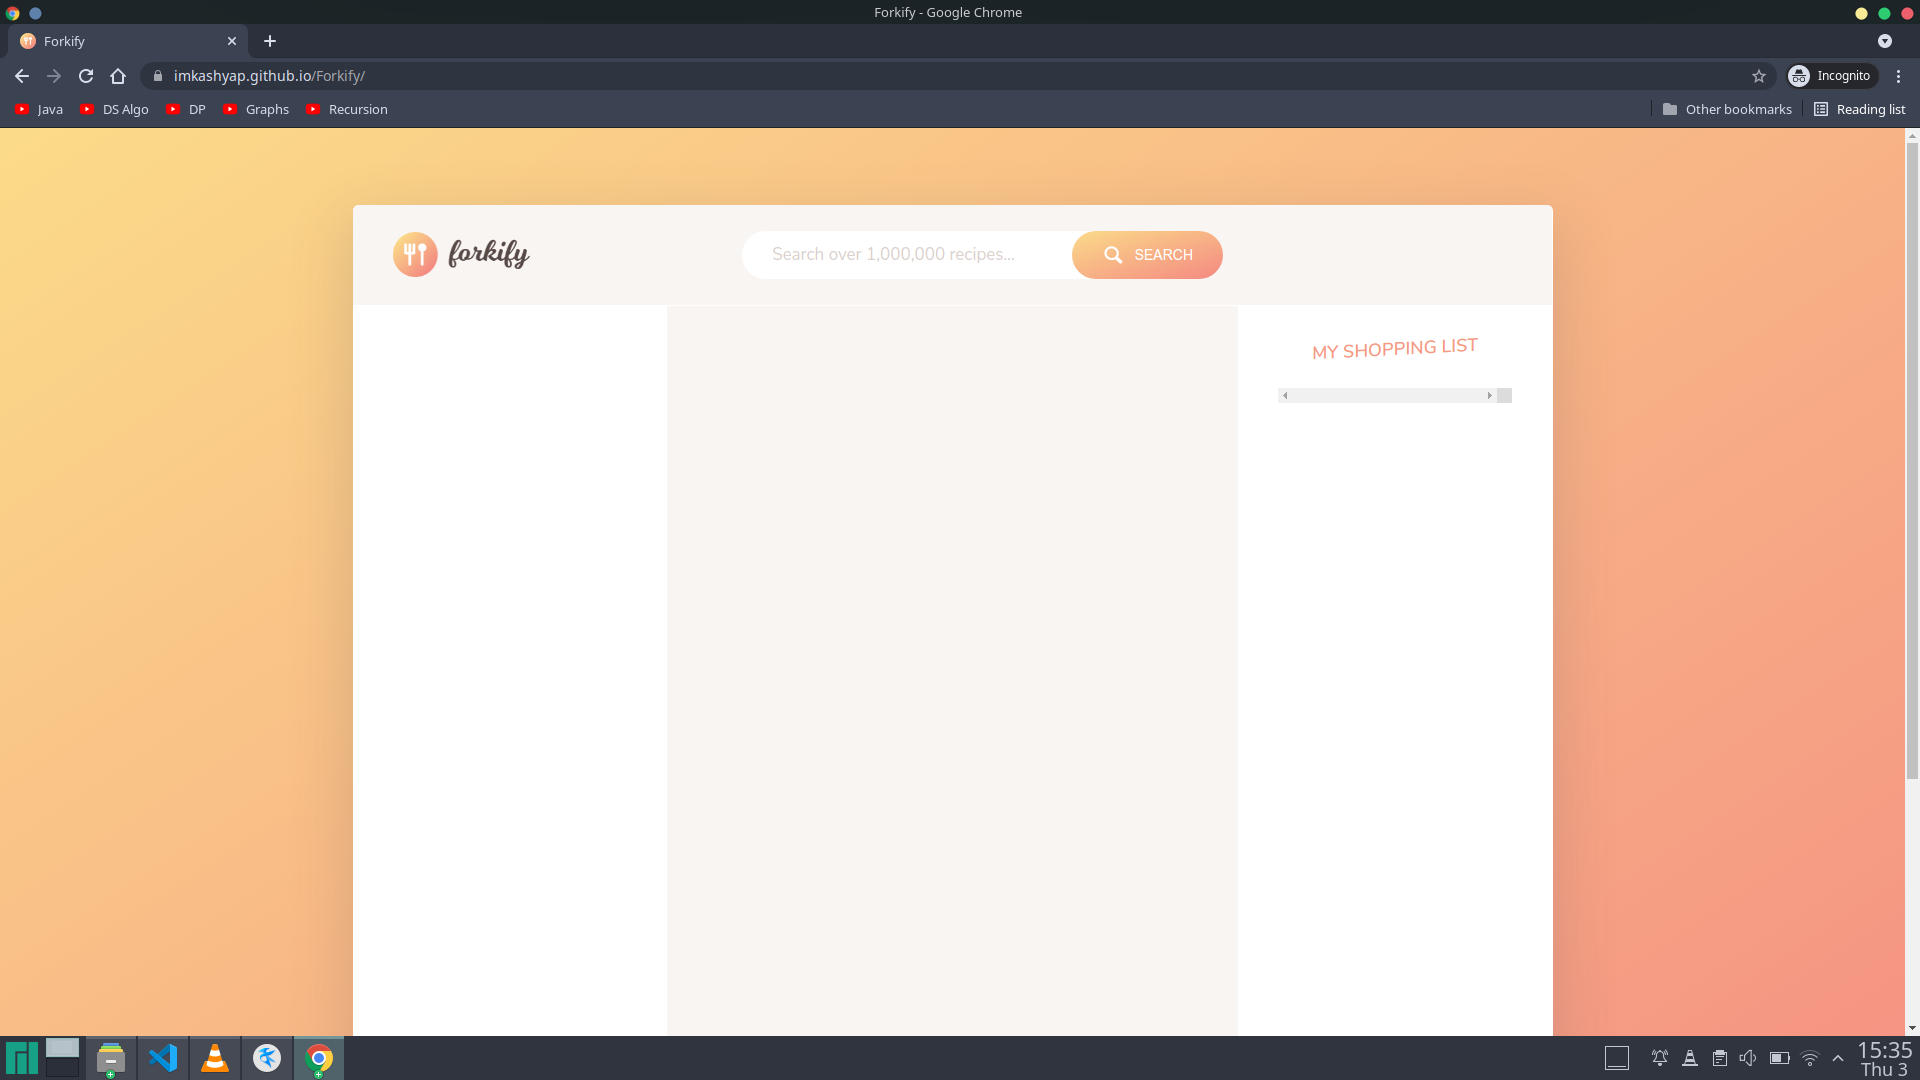 Forkify - Google Chrome
Forkify
imkashyap.github.io/Forkify/
Incognito
Java DS Algo DP Graphs Recursion Other bookmarks Reading list
forkify
Search over 1,000,000 recipes...
SEARCH
MY SHOPPING LIST
15:35
Thu 3